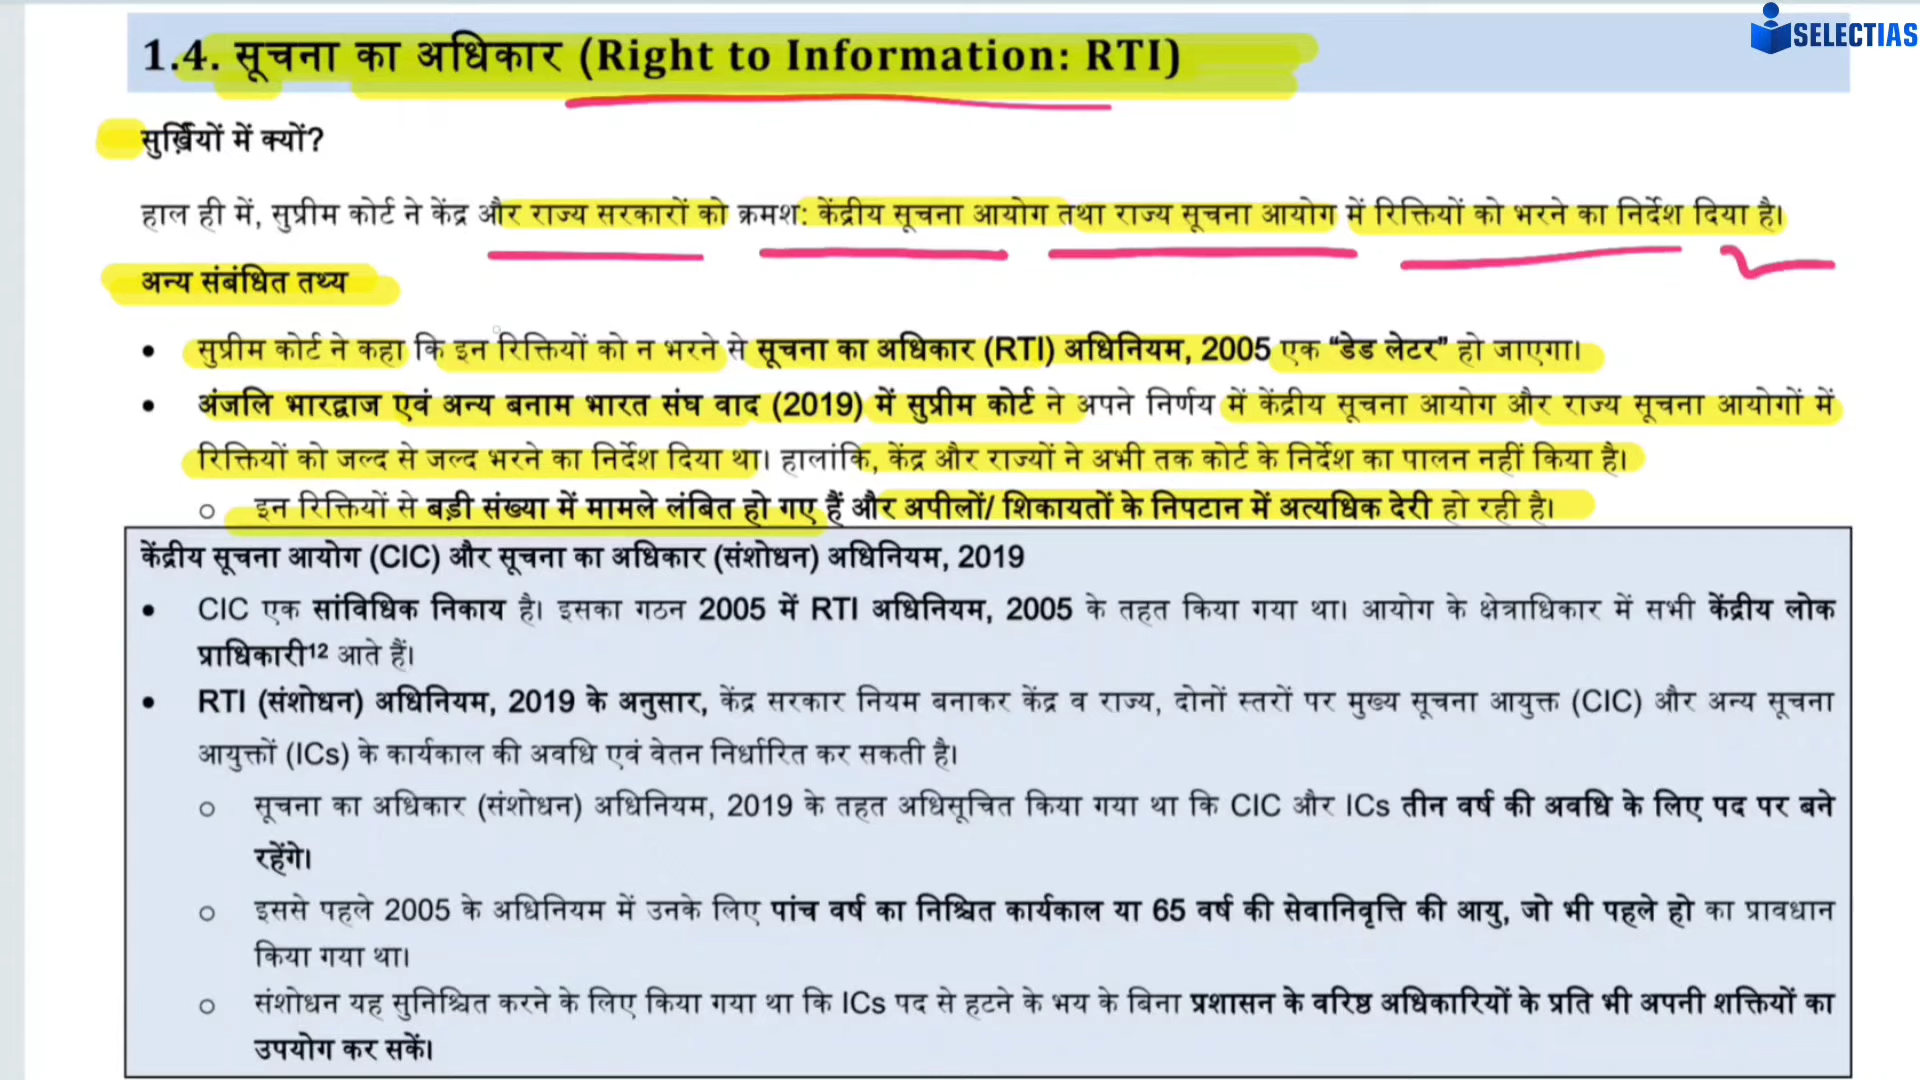 1.4. सूचना का अधिकार (Right to Information: RTI)
SELECTIAS
सुर्ख़ियों में क्यों?
हाल ही में, सुप्रीम कोर्ट ने केंद्र और राज्य सरकारों को क्रमश: केंद्रीय सूचना आयोग तथा राज्य सूचना आयोग में रिक्तियों को भरने का निर्देश दिया है।
अन्य संबंधित तथ्य
• सुप्रीम कोर्ट ने कहा कि इन रिक्तियों को न भरने से सूचना का अधिकार (RTI) अधिनियम, 2005 एक “डेड लेटर” हो जाएगा।
• अंजलि भारद्वाज एवं अन्य बनाम भारत संघ वाद (2019) में सुप्रीम कोर्ट ने अपने निर्णय में केंद्रीय सूचना आयोग और राज्य सूचना आयोगों में
रिक्तियों को जल्द से जल्द भरने का निर्देश दिया था। हालांकि, केंद्र और राज्यों ने अभी तक कोर्ट के निर्देश का पालन नहीं किया है।
○ इन रिक्तियों से बड़ी संख्या में मामले लंबित हो गए हैं और अपीलों/ शिकायतों के निपटान में अत्यधिक देरी हो रही है।
केंद्रीय सूचना आयोग (CIC) और सूचना का अधिकार (संशोधन) अधिनियम, 2019
• CIC एक सांविधिक निकाय है। इसका गठन 2005 में RTI अधिनियम, 2005 के तहत किया गया था। आयोग के क्षेत्राधिकार में सभी केंद्रीय लोक
प्राधिकारी¹² आते हैं।
• RTI (संशोधन) अधिनियम, 2019 के अनुसार, केंद्र सरकार नियम बनाकर केंद्र व राज्य, दोनों स्तरों पर मुख्य सूचना आयुक्त (CIC) और अन्य सूचना
आयुक्तों (ICs) के कार्यकाल की अवधि एवं वेतन निर्धारित कर सकती है।
○ सूचना का अधिकार (संशोधन) अधिनियम, 2019 के तहत अधिसूचित किया गया था कि CIC और ICs तीन वर्ष की अवधि के लिए पद पर बने
रहेंगे।
○ इससे पहले 2005 के अधिनियम में उनके लिए पांच वर्ष का निश्चित कार्यकाल या 65 वर्ष की सेवानिवृत्ति की आयु, जो भी पहले हो का प्रावधान
किया गया था।
○ संशोधन यह सुनिश्चित करने के लिए किया गया था कि ICs पद से हटने के भय के बिना प्रशासन के वरिष्ठ अधिकारियों के प्रति भी अपनी शक्तियों का
उपयोग कर सकें।